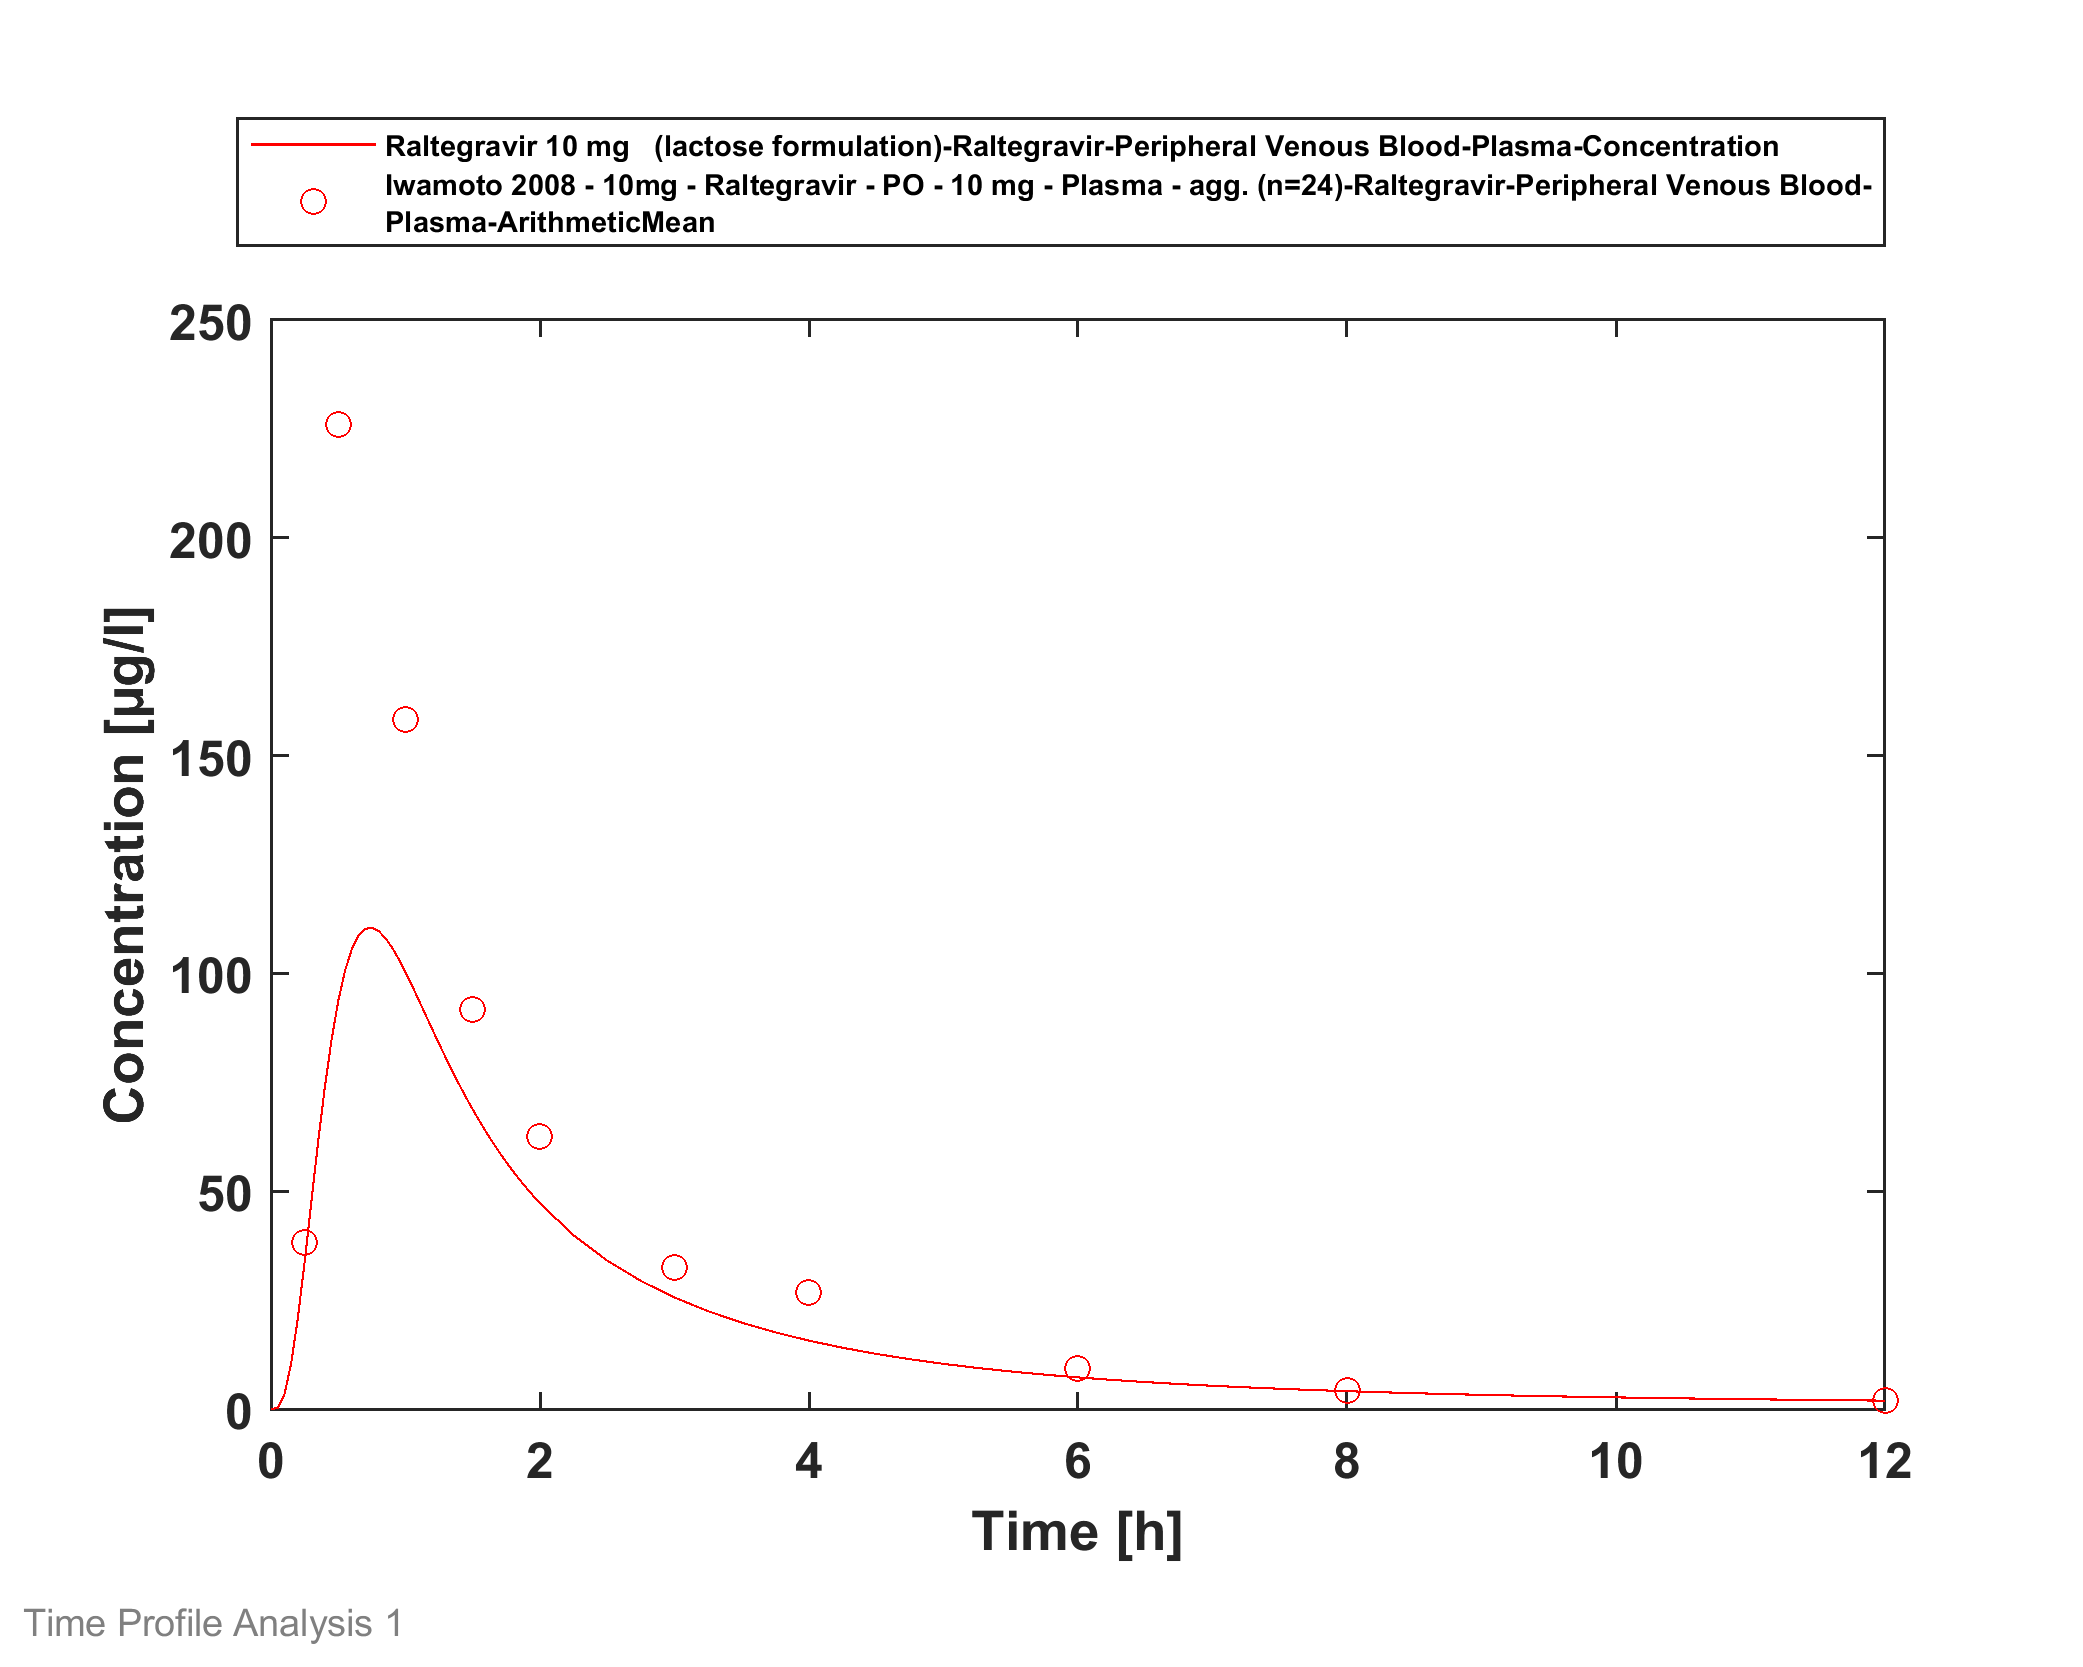 Raltegravir 10 mg   (lactose formulation)-Raltegravir-Peripheral Venous Blood-Plasma-Concentration
Iwamoto 2008 - 10mg - Raltegravir - PO - 10 mg - Plasma - agg. (n=24)-Raltegravir-Peripheral Venous Blood-
Plasma-ArithmeticMean
250
200
150
100
50
0
Concentration [µg/l]
0 2 4 6 8 10 12
Time [h]
Time Profile Analysis 1